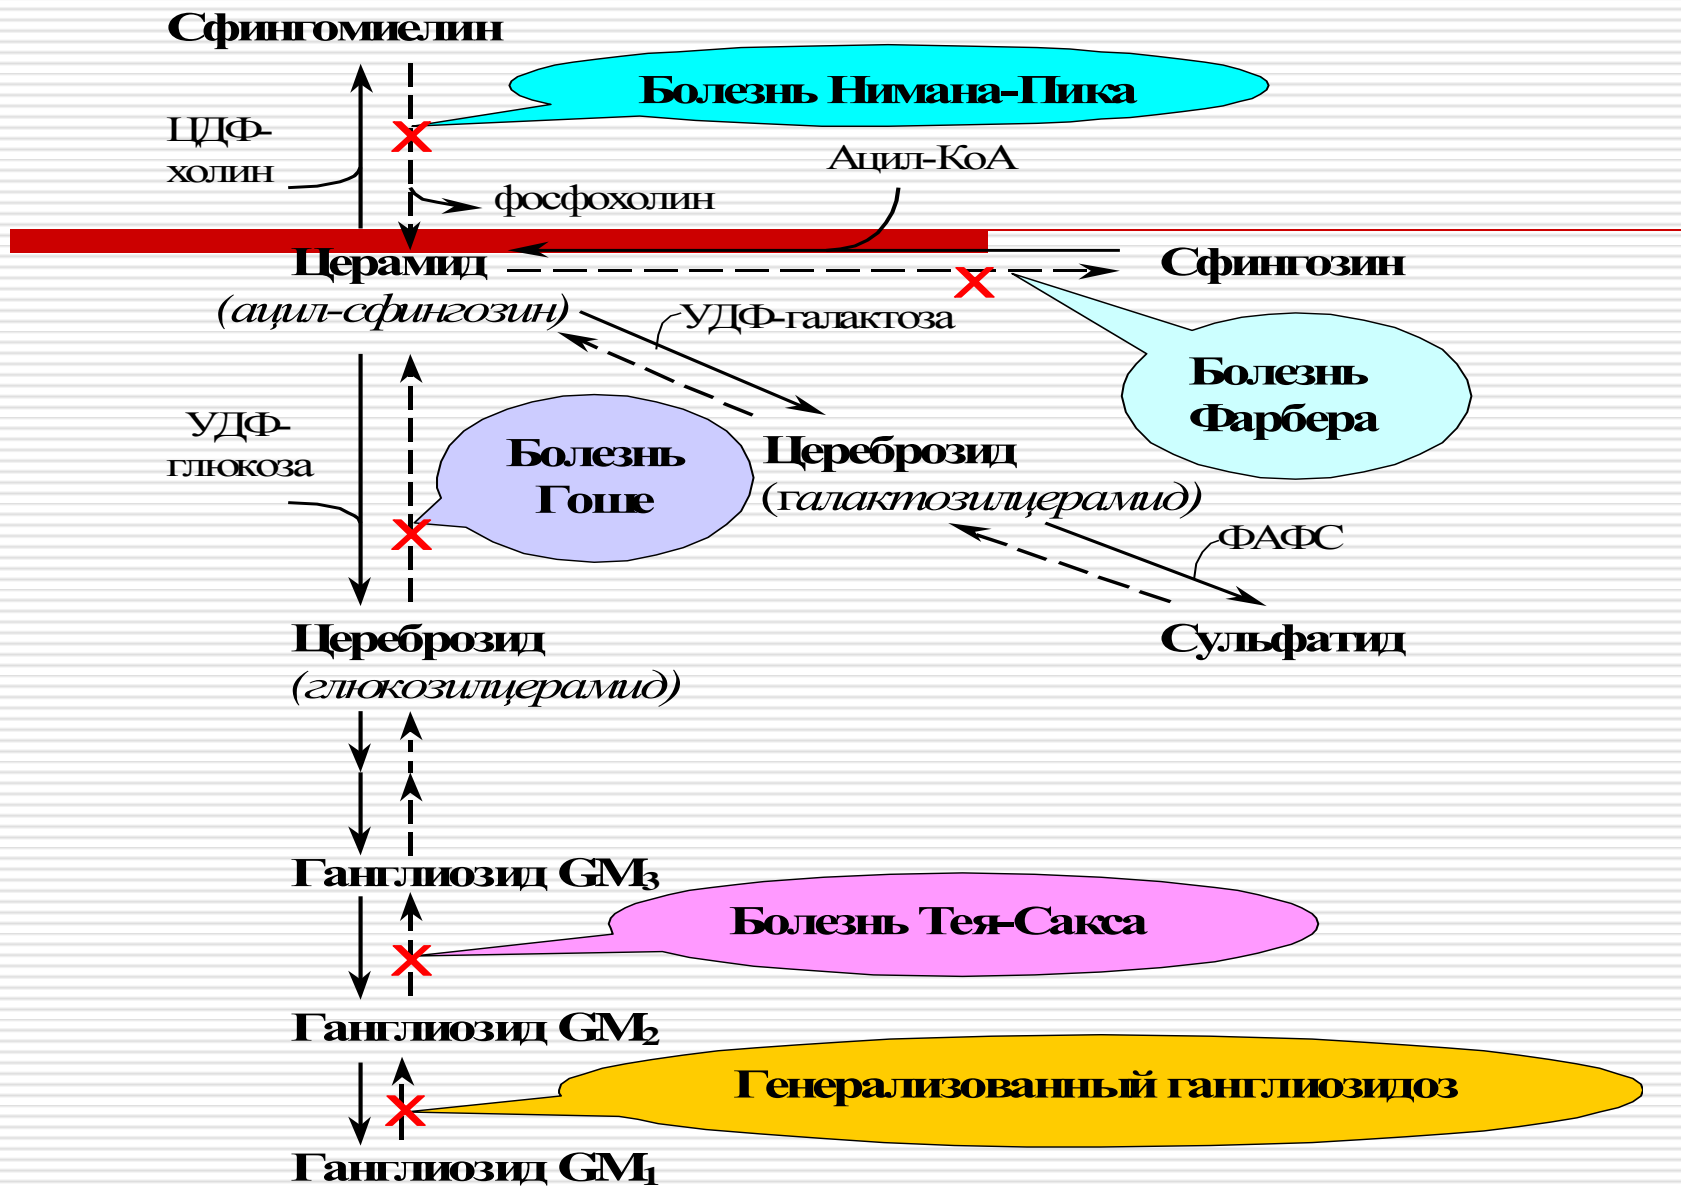 Сфингомиелин
Болезнь Нимана-Пика
ЦДФ-
холин
Ацил-КоА
фосфохолин
Церамид
Сфингозин
(ацил-сфингозин)
УДФ-галактоза
Болезнь
Фарбера
УДФ-
глюкоза
Болезнь
Гоше
Цереброзид
(галактозилцерамид)
ФАФС
Цереброзид
Сульфатид
(глюкозилцерамид)
Ганглиозид GM3
Болезнь Тея-Сакса
Ганглиозид GM2
Генерализованный ганглиозидоз
Ганглиозид GM1